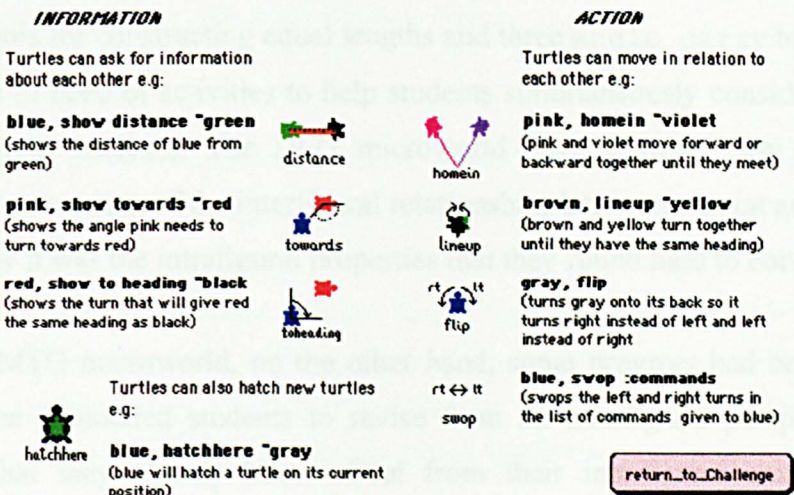 INFORMATION
Turtles can ask for information
about each other e.g:
blue, show distance "green
(shows the distance of blue from
green)
distance
pink, show towards "red
(shows the angle pink needs to
turn towards red)
towards
red, show to heading "black
(shows the turn that will give red
the same heading as black)
toheading
Turtles can also hatch new turtles
e.g:
hatchhere
blue, hatchhere "gray
(blue will hatch a turtle on its current
position)
ACTION
Turtles can move in relation to
each other e.g:
homein
pink, homein "violet
(pink and violet move forward or
backward together until they meet)
lineup
brown, lineup "yellow
(brown and yellow turn together
until they have the same heading)
rt lt
flip
gray, flip
(turns gray onto its back so it
turns right instead of left and left
instead of right
rt ↔ lt
swop
blue, swop :commands
(swops the left and right turns in
the list of commands given to blue)
return_to_Challenge